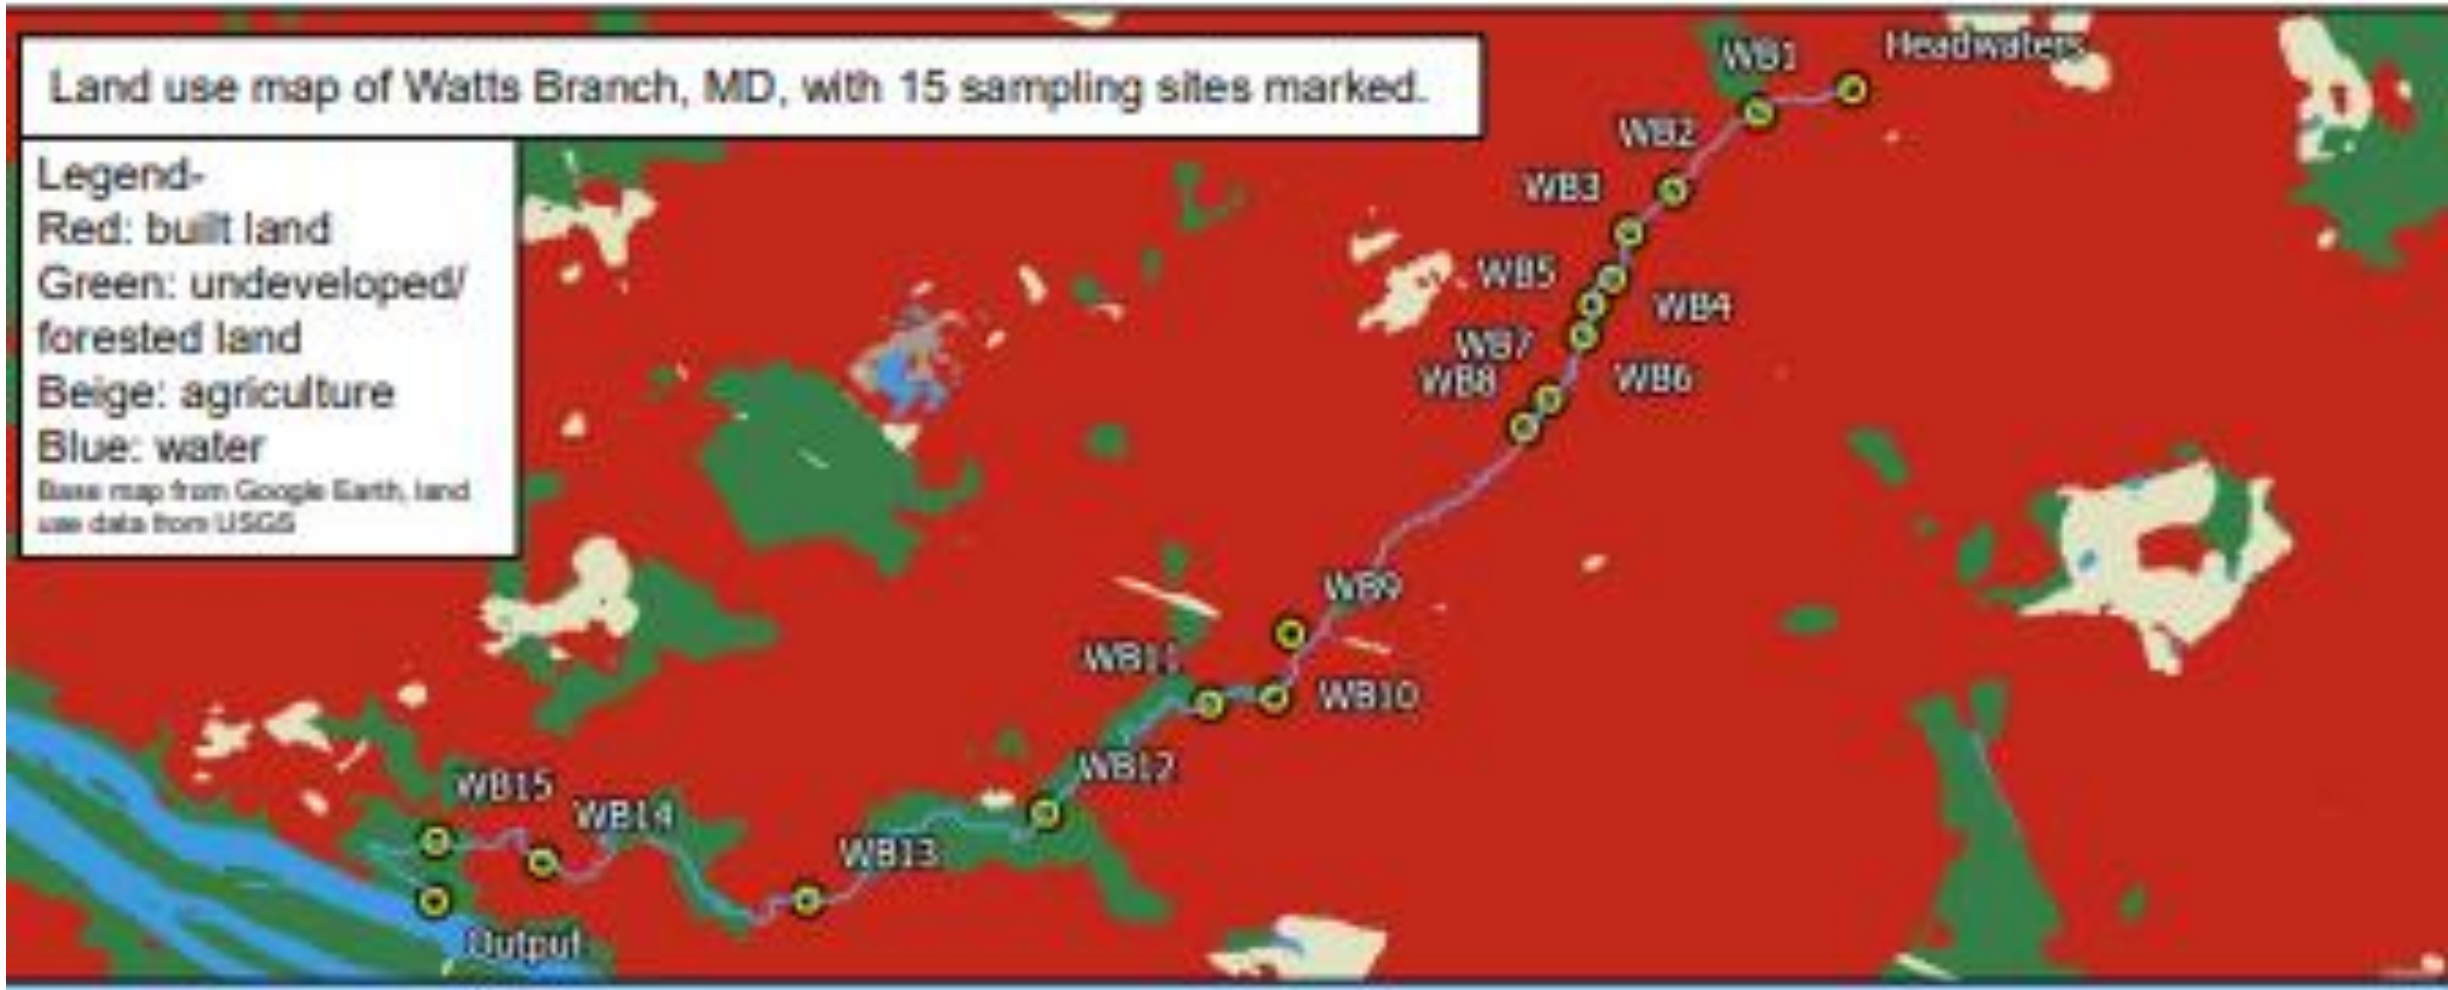 Land use map of Watts Branch, MD, with 15 sampling sites marked.
Legend-
Red: built land
Green: undeveloped/
forested land
Beige: agriculture
Blue: water
Base map from Google Earth, land
use data from USGS
Headwaters
WB1
WB2
WB3
WB5
WB4
WB7
WB8
WB6
WB9
WB11
WB10
WB12
WB15
WB14
WB13
Output